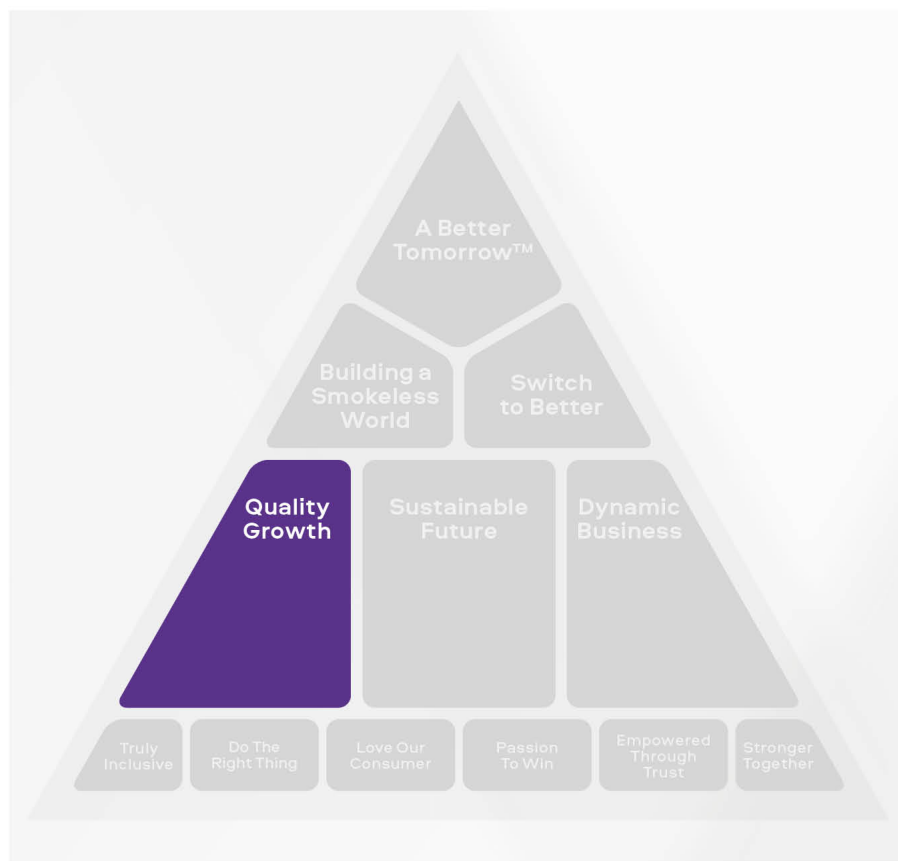 A Better
Tomorrow™
Building a
Smokeless
World
Switch
to Better
Quality
Growth
Sustainable
Future
Dynamic
Business
Truly
Inclusive
Do The
Right Thing
Love Our
Consumer
Passion
To Win
Empowered
Through
Trust
Stronger
Together